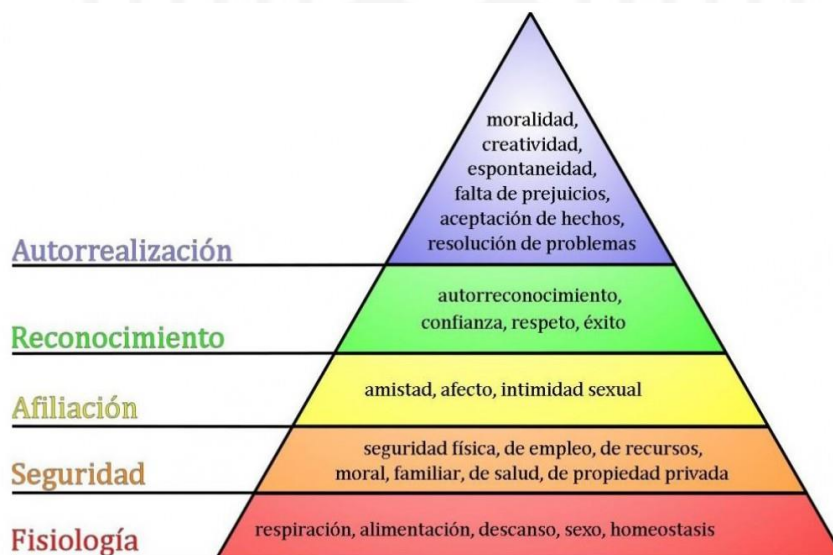 moralidad,
creatividad,
espontaneidad,
falta de prejuicios,
aceptación de hechos,
resolución de problemas
Autorrealización
autorreconocimiento,
confianza, respeto, éxito
Reconocimiento
amistad, afecto, intimidad sexual
Afiliación
seguridad física, de empleo, de recursos,
moral, familiar, de salud, de propiedad privada
Seguridad
respiración, alimentación, descanso, sexo, homeostasis
Fisiología